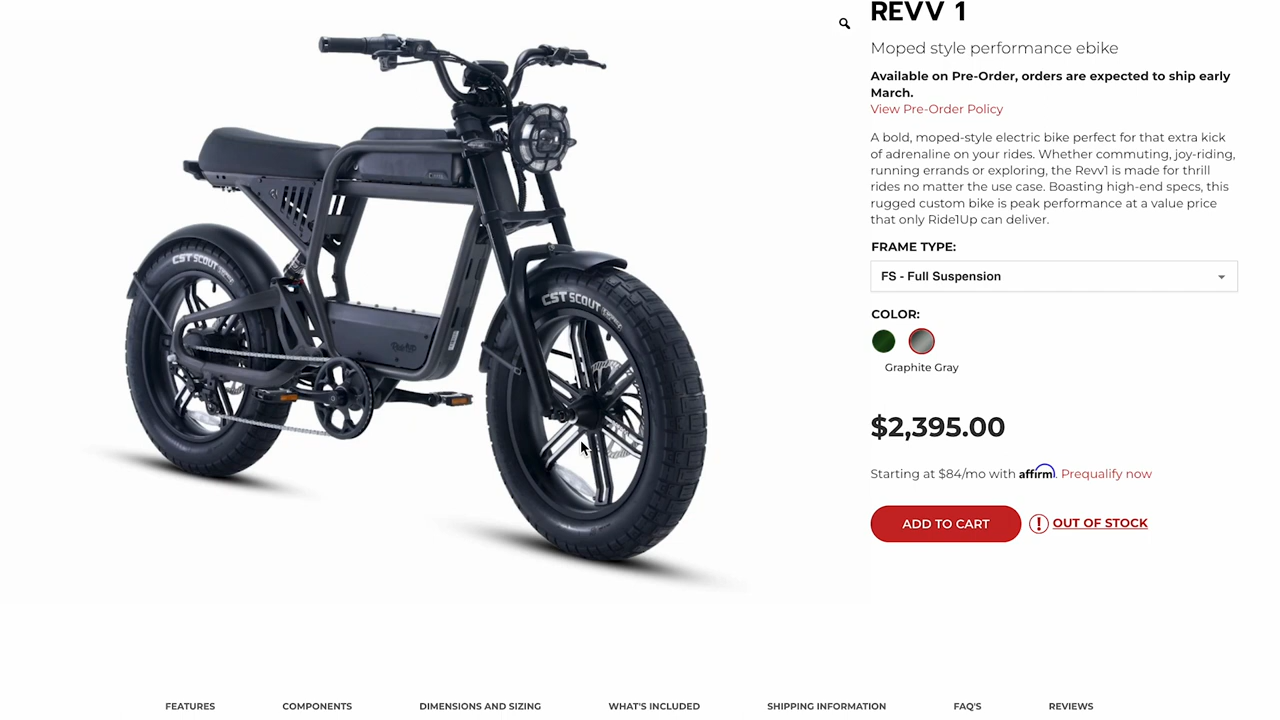 REVV 1
Moped style performance ebike
Available on Pre-Order, orders are expected to ship early
March.
View Pre-Order Policy
A bold, moped-style electric bike perfect for that extra kick
of adrenaline on your rides. Whether commuting, joy-riding,
running errands or exploring, the Revv1 is made for thrill
rides no matter the use case. Boasting high-end specs, this
rugged custom bike is peak performance at a value price
that only Ride1Up can deliver.
FRAME TYPE:
FS - Full Suspension
COLOR:
Graphite Gray
$2,395.00
Starting at $84/mo with affirm. Prequalify now
ADD TO CART
OUT OF STOCK
CST SCOUT
CST SCOUT
Ride1UP
FEATURES
COMPONENTS
DIMENSIONS AND SIZING
WHAT'S INCLUDED
SHIPPING INFORMATION
FAQ'S
REVIEWS